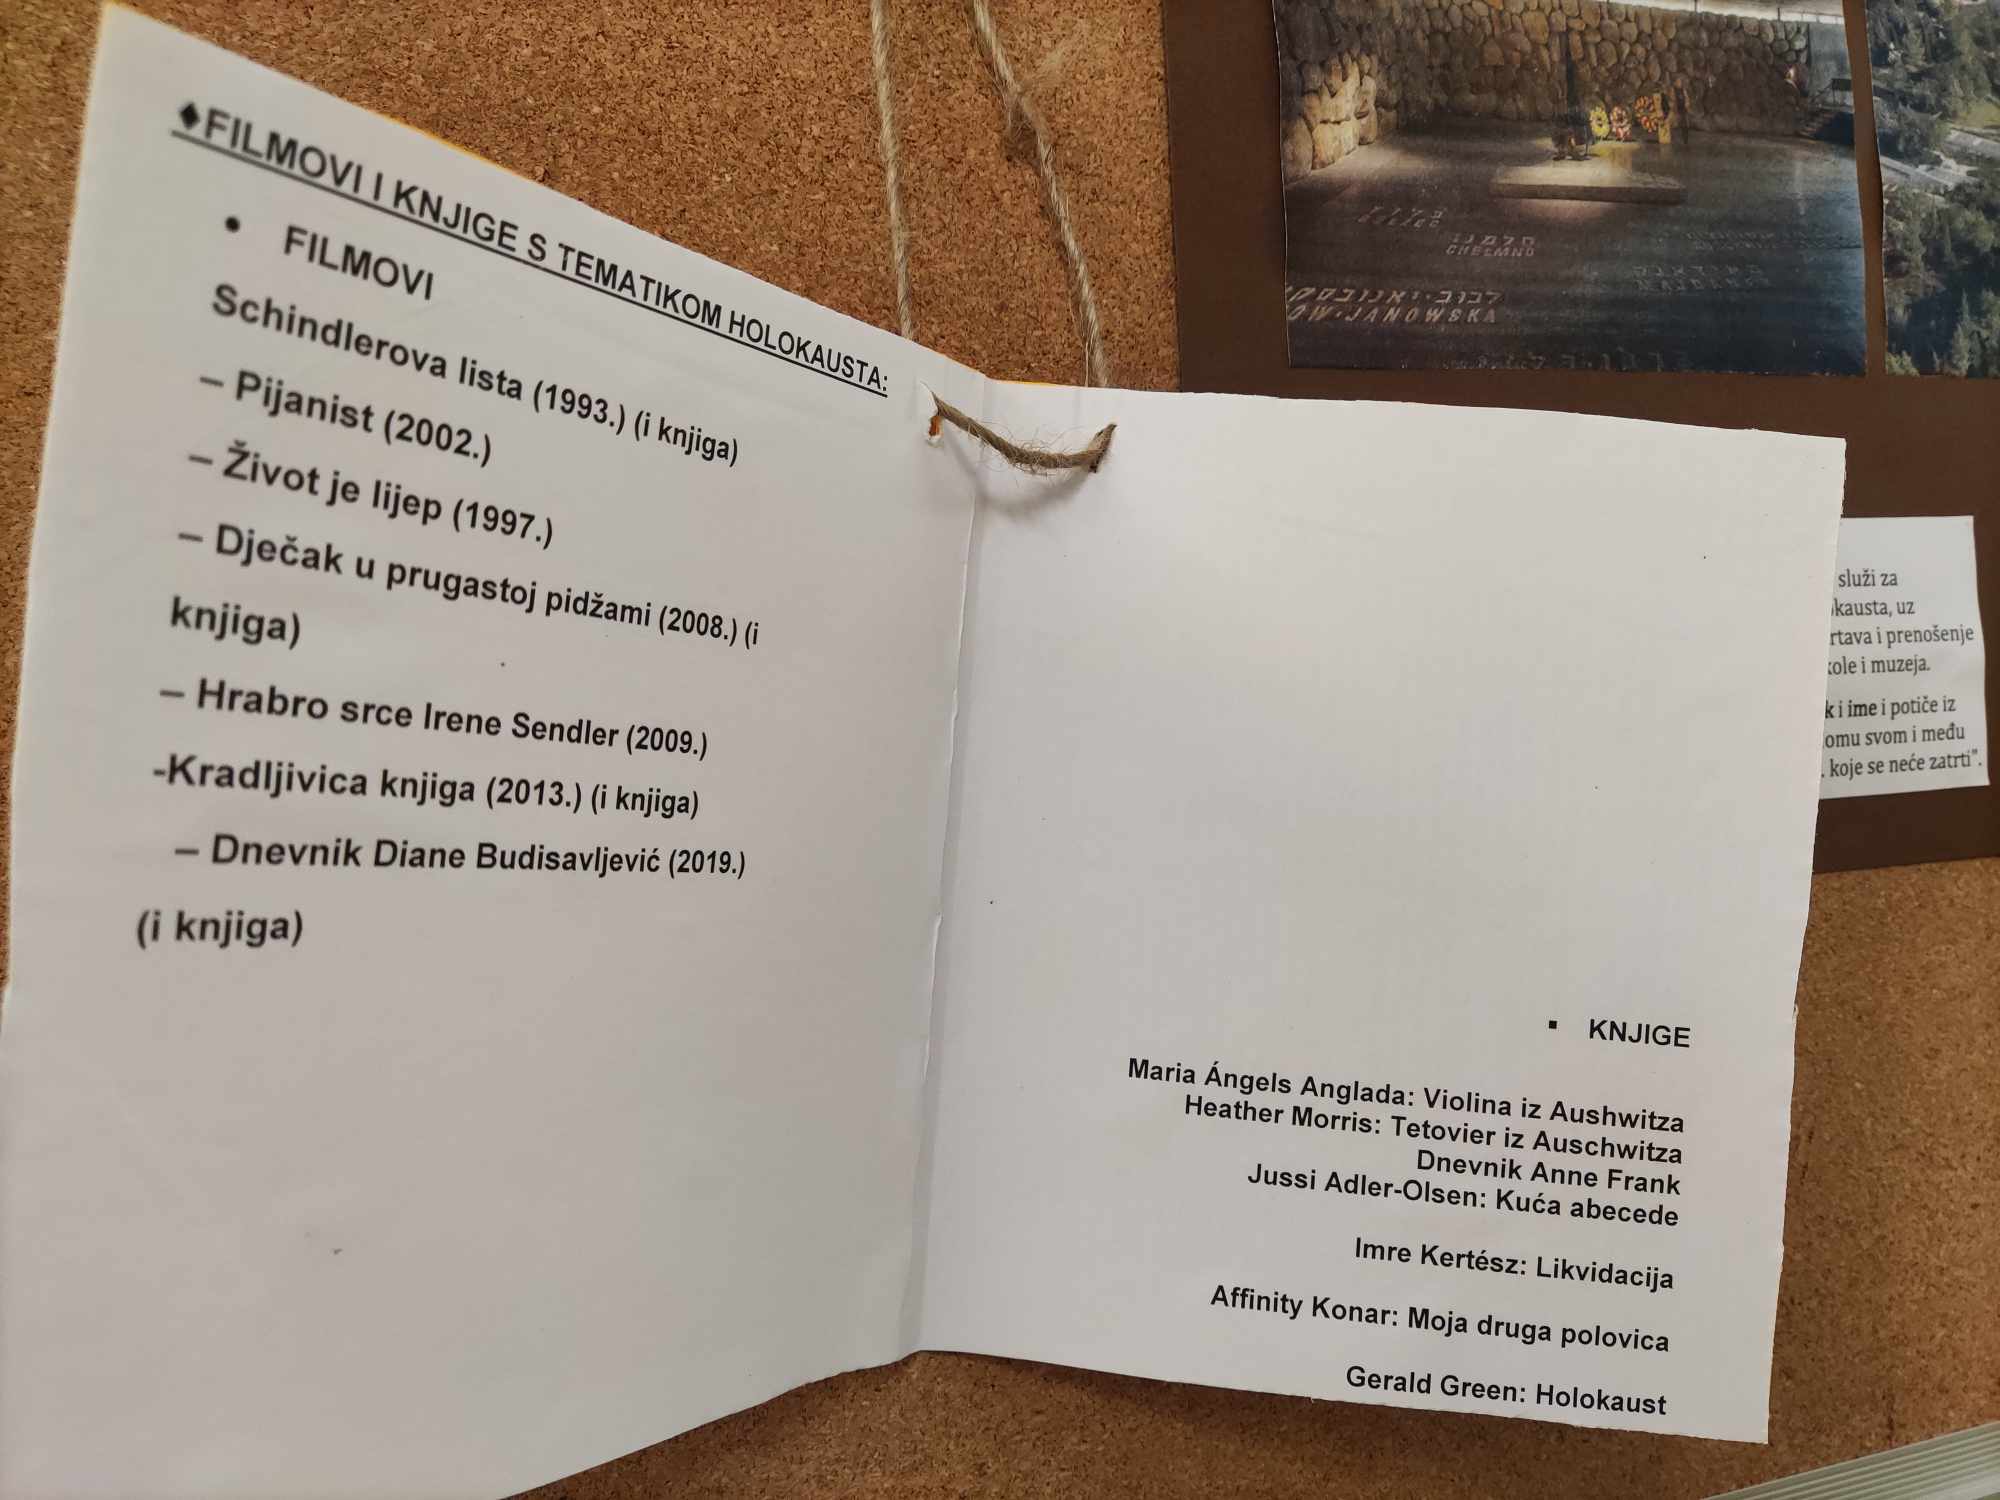 ♦FILMOVI I KNJIGE S TEMATIKOM HOLOKAUSTA:
• FILMOVI
Schindlerova lista (1993.) (i knjiga)
– Pijanist (2002.)
– Život je lijep (1997.)
– Dječak u prugastoj pidžami (2008.) (i
knjiga)
– Hrabro srce Irene Sendler (2009.)
-Kradljivica knjiga (2013.) (i knjiga)
– Dnevnik Diane Budisavljević (2019.)
(i knjiga)
▪ KNJIGE
Maria Ángels Anglada: Violina iz Aushwitza
Heather Morris: Tetovier iz Auschwitza
Dnevnik Anne Frank
Jussi Adler-Olsen: Kuća abecede
Imre Kertész: Likvidacija
Affinity Konar: Moja druga polovica
Gerald Green: Holokaust
חלמנו
CHELMNO
לבוב-יאנובסק
OW-JANOWSKA
služi za
kausta, uz
rtava i prenošenje
kole i muzeja.
k i ime i potiče iz
omu svom i među
. koje se neće zatrti".